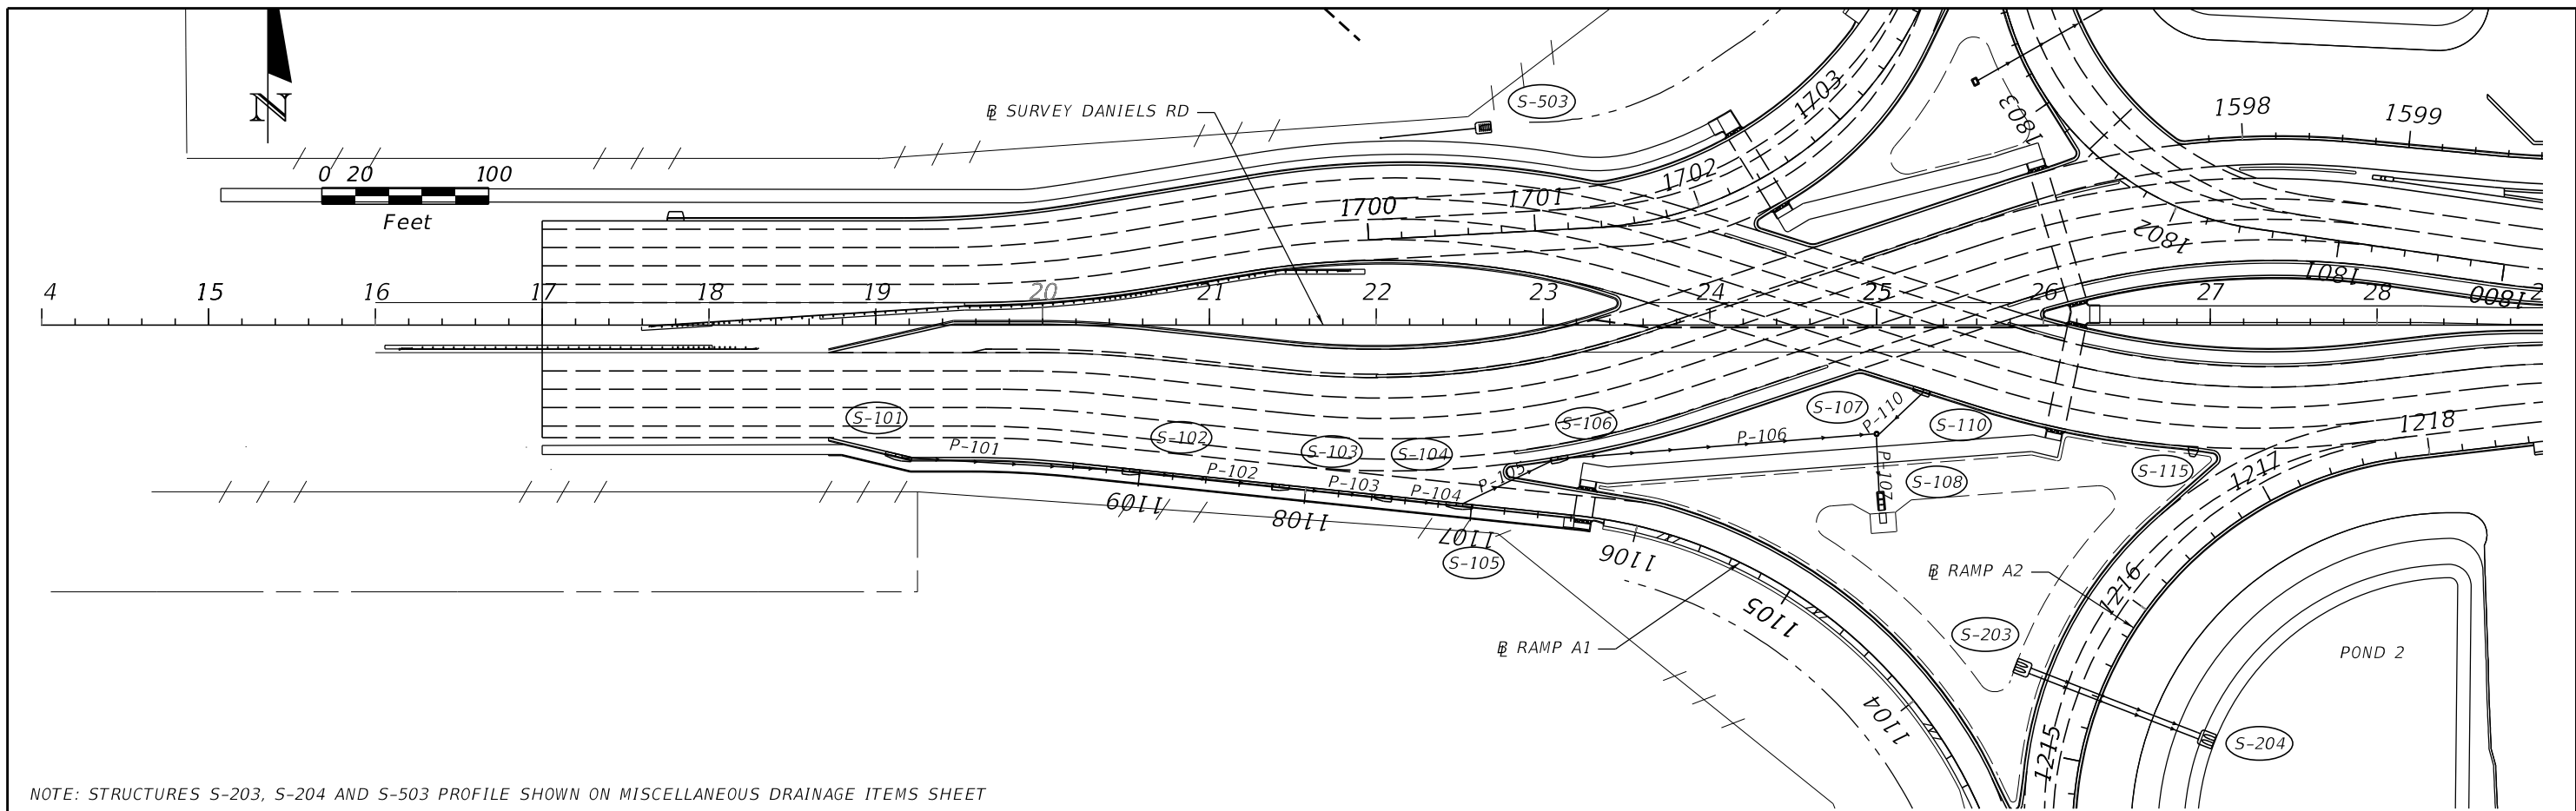 N
0 20 100
Feet
℄ SURVEY DANIELS RD
S-503
1703
1803
1598
1599
1702
1701
1700
1802
1801
1800
4 15 16 17 18 19 20 21 22 23 24 25 26 27 28 2
S-101
S-102
S-103
S-104
S-106
S-107
P-110
S-110
1218
P-101
P-102
P-103
P-104
P-105
P-106
P-107
S-108
S-115
1217
1109
1108
1107
S-105
1106
1105
℄ RAMP A2
1216
S-203
℄ RAMP A1
POND 2
1104
1215
S-204
NOTE: STRUCTURES S-203, S-204 AND S-503 PROFILE SHOWN ON MISCELLANEOUS DRAINAGE ITEMS SHEET